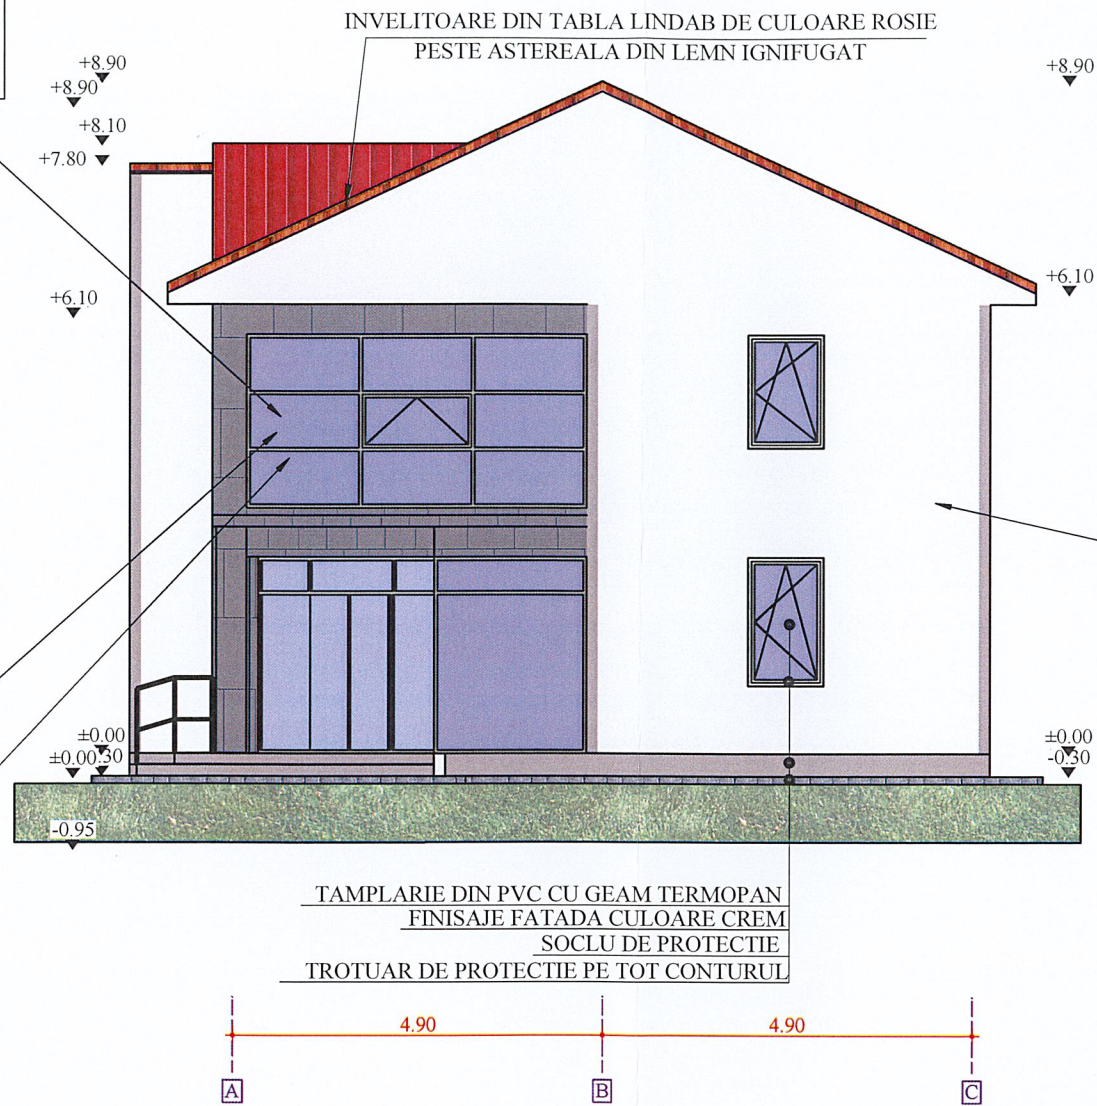 INVELITOARE DIN TABLA LINDAB DE CULOARE ROSIE
PESTE ASTEREALA DIN LEMN IGNIFUGAT
+8.90
+8.90
+8.10
+7.80
+6.10
+8.90
+6.10
±0.00
±0.00
±0.00
-0.30
-0.95
TAMPLARIE DIN PVC CU GEAM TERMOPAN
FINISAJE FATADA CULOARE CREM
SOCLU DE PROTECTIE
TROTUAR DE PROTECTIE PE TOT CONTURUL
4.90 4.90
A B C